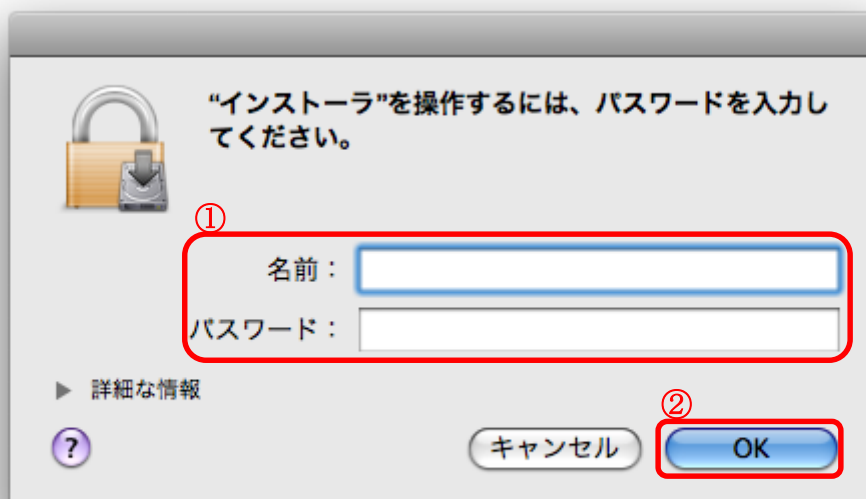 “インストーラ”を操作するには、パスワードを入力し
てください。
①
名前：
パスワード：
▶ 詳細な情報
②
? キャンセル OK